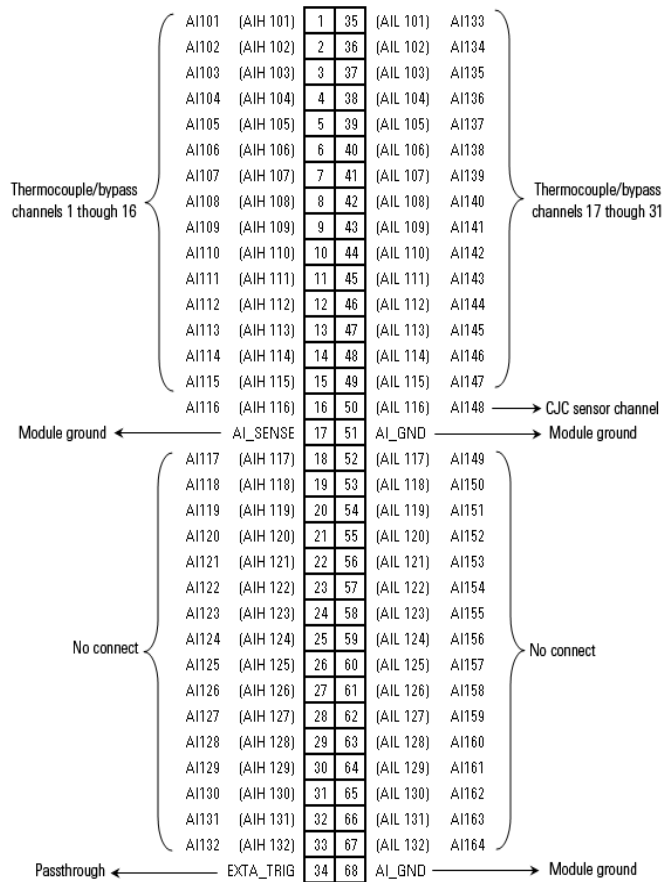 AI101 (AIH 101) 1 35 (AIL 101) AI133
AI102 (AIH 102) 2 36 (AIL 102) AI134
AI103 (AIH 103) 3 37 (AIL 103) AI135
AI104 (AIH 104) 4 38 (AIL 104) AI136
AI105 (AIH 105) 5 39 (AIL 105) AI137
AI106 (AIH 106) 6 40 (AIL 106) AI138
AI107 (AIH 107) 7 41 (AIL 107) AI139
Thermocouple/bypass
channels 1 though 16
AI108 (AIH 108) 8 42 (AIL 108) AI140
Thermocouple/bypass
channels 17 though 31
AI109 (AIH 109) 9 43 (AIL 109) AI141
AI110 (AIH 110) 10 44 (AIL 110) AI142
AI111 (AIH 111) 11 45 (AIL 111) AI143
AI112 (AIH 112) 12 46 (AIL 112) AI144
AI113 (AIH 113) 13 47 (AIL 113) AI145
AI114 (AIH 114) 14 48 (AIL 114) AI146
AI115 (AIH 115) 15 49 (AIL 115) AI147
AI116 (AIH 116) 16 50 (AIL 116) AI148 CJC sensor channel
Module ground AI_SENSE 17 51 AI_GND Module ground
AI117 (AIH 117) 18 52 (AIL 117) AI149
AI118 (AIH 118) 19 53 (AIL 118) AI150
AI119 (AIH 119) 20 54 (AIL 119) AI151
AI120 (AIH 120) 21 55 (AIL 120) AI152
AI121 (AIH 121) 22 56 (AIL 121) AI153
AI122 (AIH 122) 23 57 (AIL 122) AI154
AI123 (AIH 123) 24 58 (AIL 123) AI155
No connect AI124 (AIH 124) 25 59 (AIL 124) AI156 No connect
AI125 (AIH 125) 26 60 (AIL 125) AI157
AI126 (AIH 126) 27 61 (AIL 126) AI158
AI127 (AIH 127) 28 62 (AIL 127) AI159
AI128 (AIH 128) 29 63 (AIL 128) AI160
AI129 (AIH 129) 30 64 (AIL 129) AI161
AI130 (AIH 130) 31 65 (AIL 130) AI162
AI131 (AIH 131) 32 66 (AIL 131) AI163
AI132 (AIH 132) 33 67 (AIL 132) AI164
Passthrough EXTA_TRIG 34 68 AI_GND Module ground